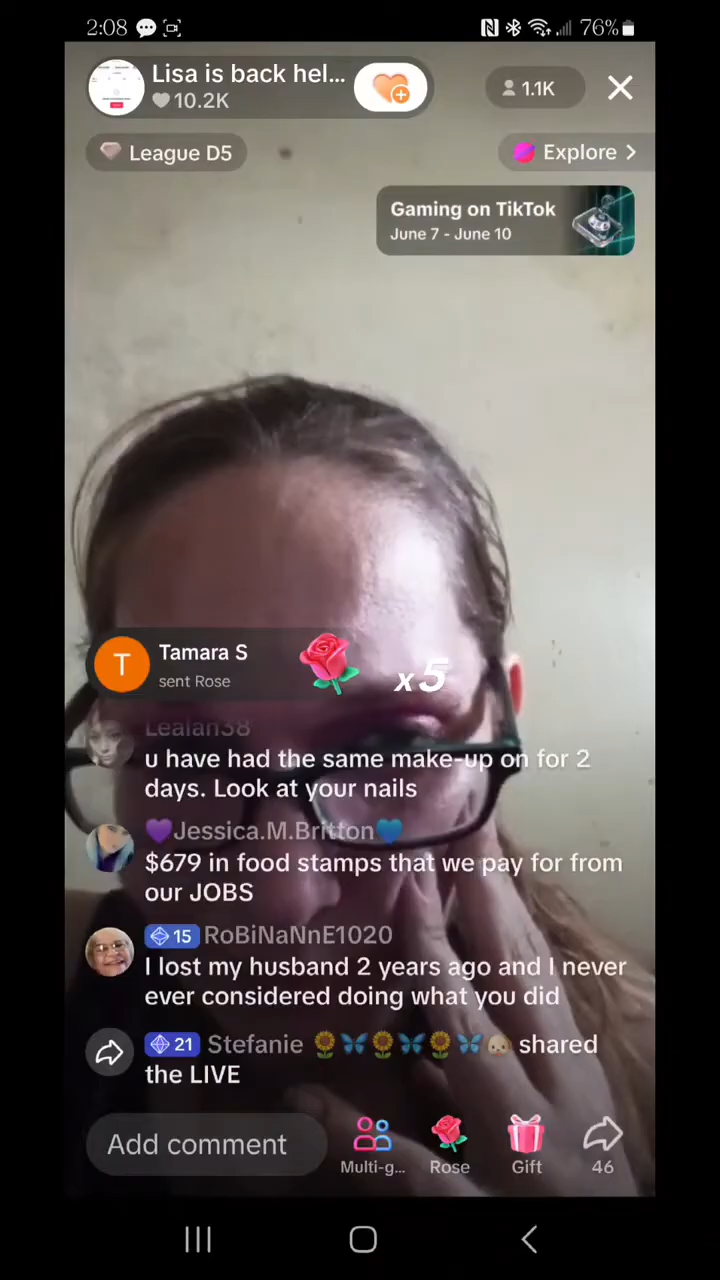 2:08 76%
Lisa is back hel...
10.2K
1.1K
League D5
Explore >
Gaming on TikTok
June 7 - June 10
T
Tamara S
sent Rose
x5
Lealan38
u have had the same make-up on for 2
days. Look at your nails
💜Jessica.M.Britton💙
$679 in food stamps that we pay for from
our JOBS
15 RoBiNaNnE1020
I lost my husband 2 years ago and I never
ever considered doing what you did
21 Stefanie 🌻🦋🌻🦋🌻🦋🐶 shared
the LIVE
Add comment
Multi-g...
Rose
Gift
46